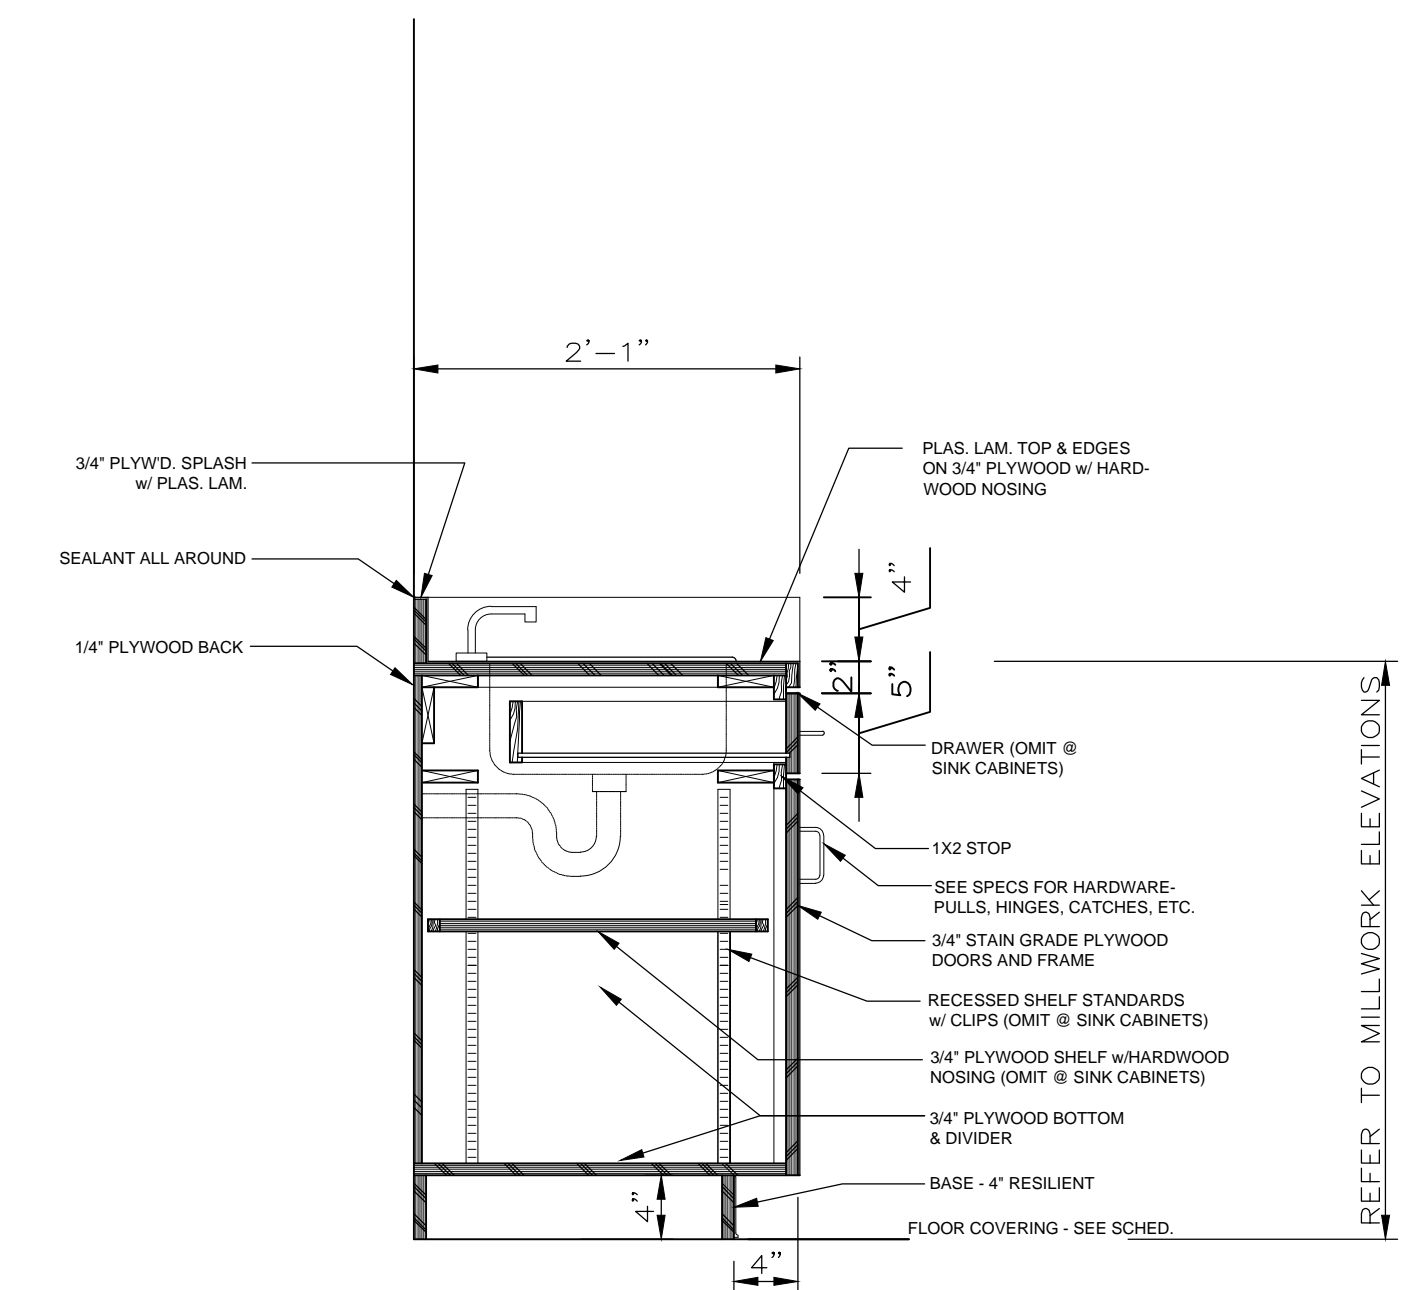 2'-1"
3/4" PLYW'D. SPLASH
w/ PLAS. LAM.
SEALANT ALL AROUND
1/4" PLYWOOD BACK
PLAS. LAM. TOP & EDGES
ON 3/4" PLYWOOD w/ HARD-
WOOD NOSING
4"
2"
5"
DRAWER (OMIT @
SINK CABINETS)
1X2 STOP
SEE SPECS FOR HARDWARE-
PULLS, HINGES, CATCHES, ETC.
3/4" STAIN GRADE PLYWOOD
DOORS AND FRAME
RECESSED SHELF STANDARDS
w/ CLIPS (OMIT @ SINK CABINETS)
3/4" PLYWOOD SHELF w/HARDWOOD
NOSING (OMIT @ SINK CABINETS)
3/4" PLYWOOD BOTTOM
& DIVIDER
BASE - 4" RESILIENT
FLOOR COVERING - SEE SCHED.
4"
4"
REFER TO MILLWORK ELEVATIONS